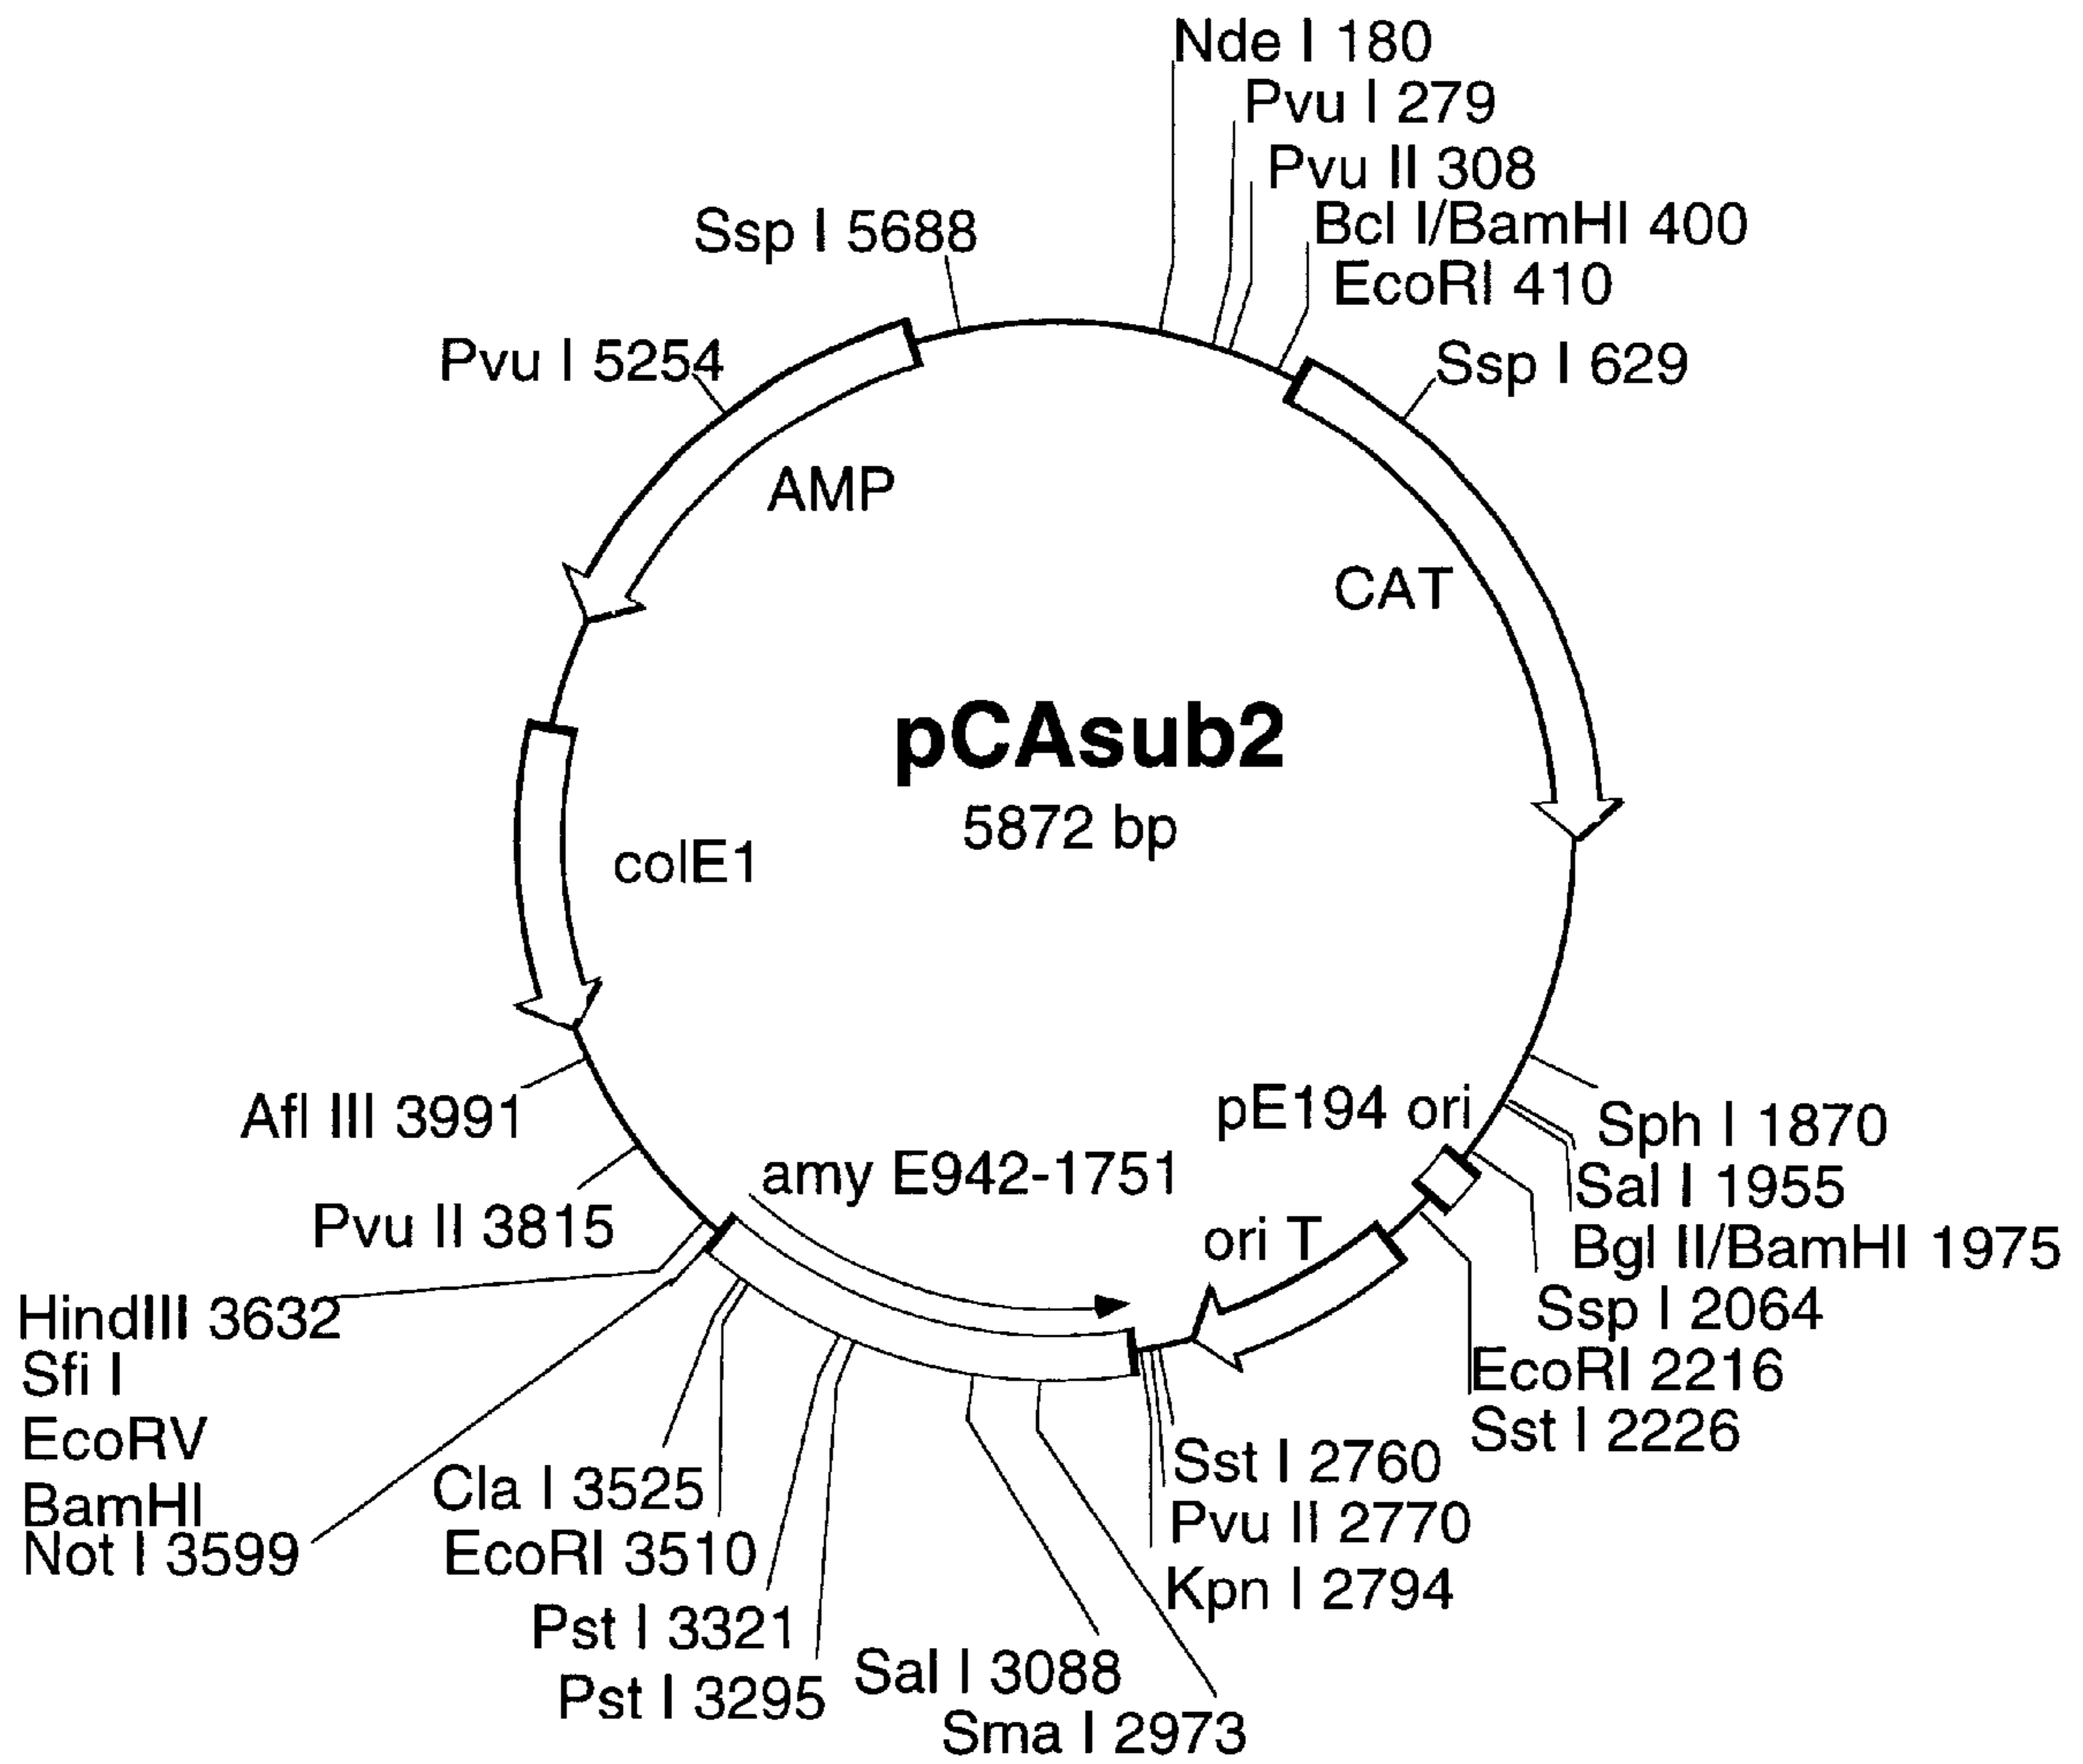 Nde I 180
Pvu I 279
Pvu II 308
Bcl I/BamHI 400
EcoRI 410
Ssp I 629
Ssp I 5688
Pvu I 5254
AMP
CAT
pCAsub2
5872 bp
colE1
pE194 ori
Sph I 1870
Sal I 1955
Bgl II/BamHI 1975
Ssp I 2064
EcoRI 2216
Sst I 2226
ori T
amy E942-1751
Afl III 3991
Pvu II 3815
HindIII 3632
Sfi I
EcoRV
BamHI
Not I 3599
Cla I 3525
EcoRI 3510
Pst I 3321
Pst I 3295
Sal I 3088
Sma I 2973
Sst I 2760
Pvu II 2770
Kpn I 2794